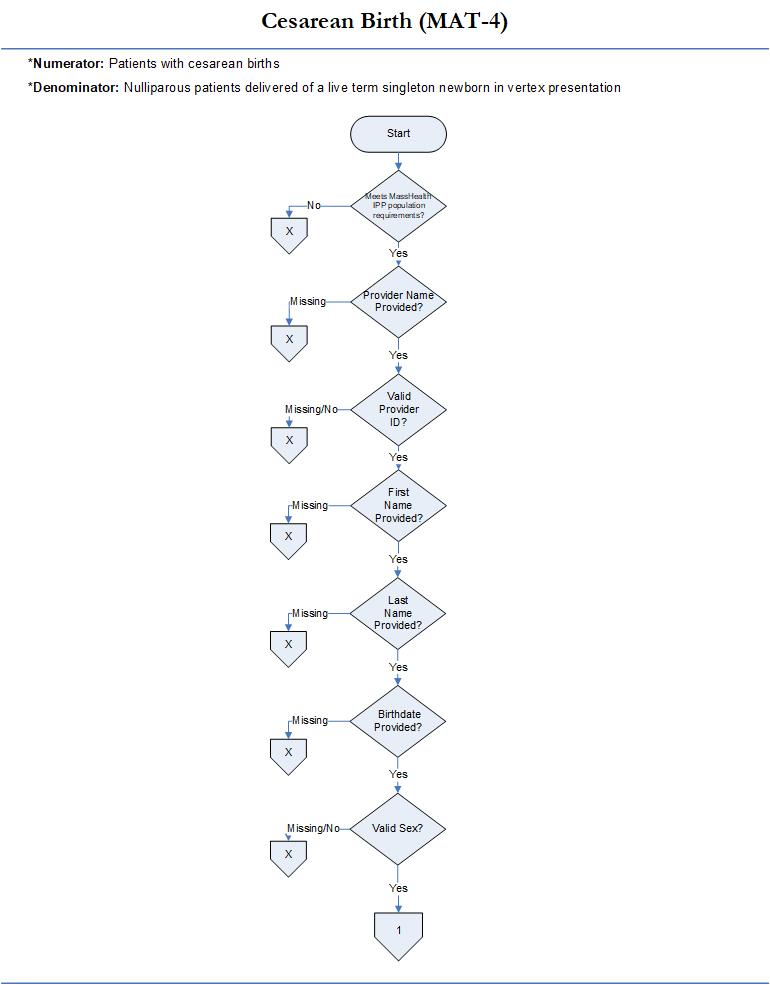 Cesarean Birth (MAT-4)
*Numerator: Patients with cesarean births
*Denominator: Nulliparous patients delivered of a live term singleton newborn in vertex presentation
Start
Meets MassHealth
IPP population
requirements?
No
X
Yes
Provider Name
Provided?
Missing
X
Yes
Valid
Provider
ID?
Missing/No
X
Yes
First
Name
Provided?
Missing
X
Yes
Last
Name
Provided?
Missing
X
Yes
Birthdate
Provided?
Missing
X
Yes
Valid Sex?
Missing/No
X
Yes
1